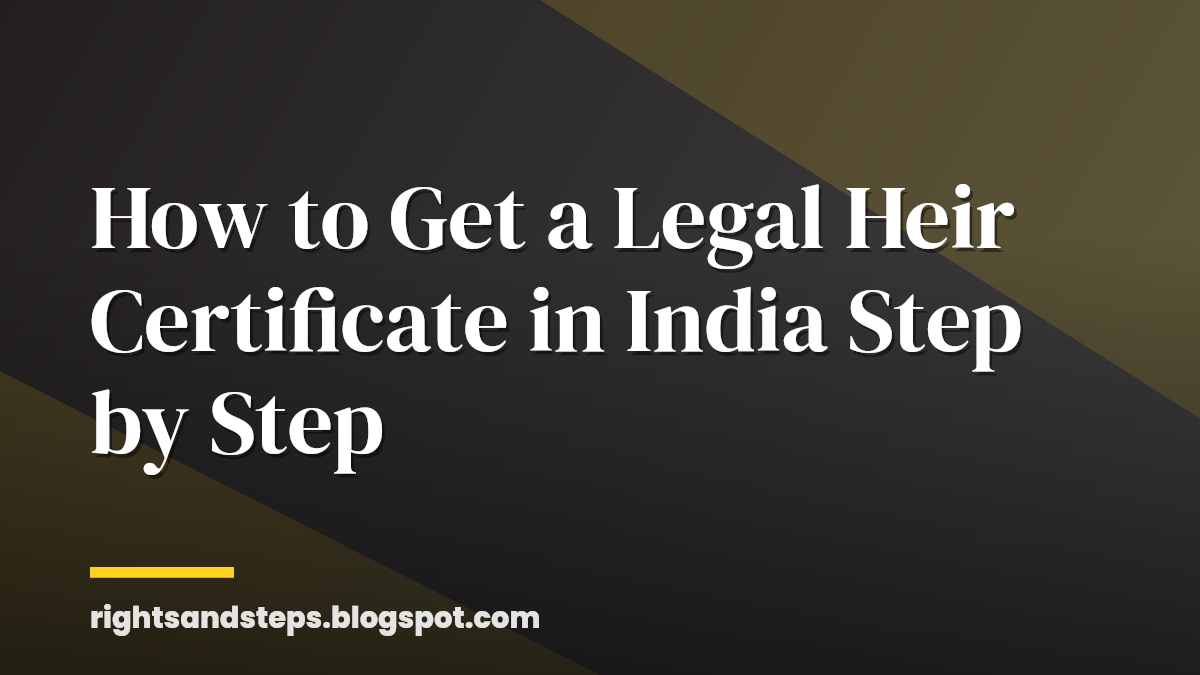 How to Get a Legal Heir
Certificate in India Step
by Step
rightsandsteps.blogspot.com